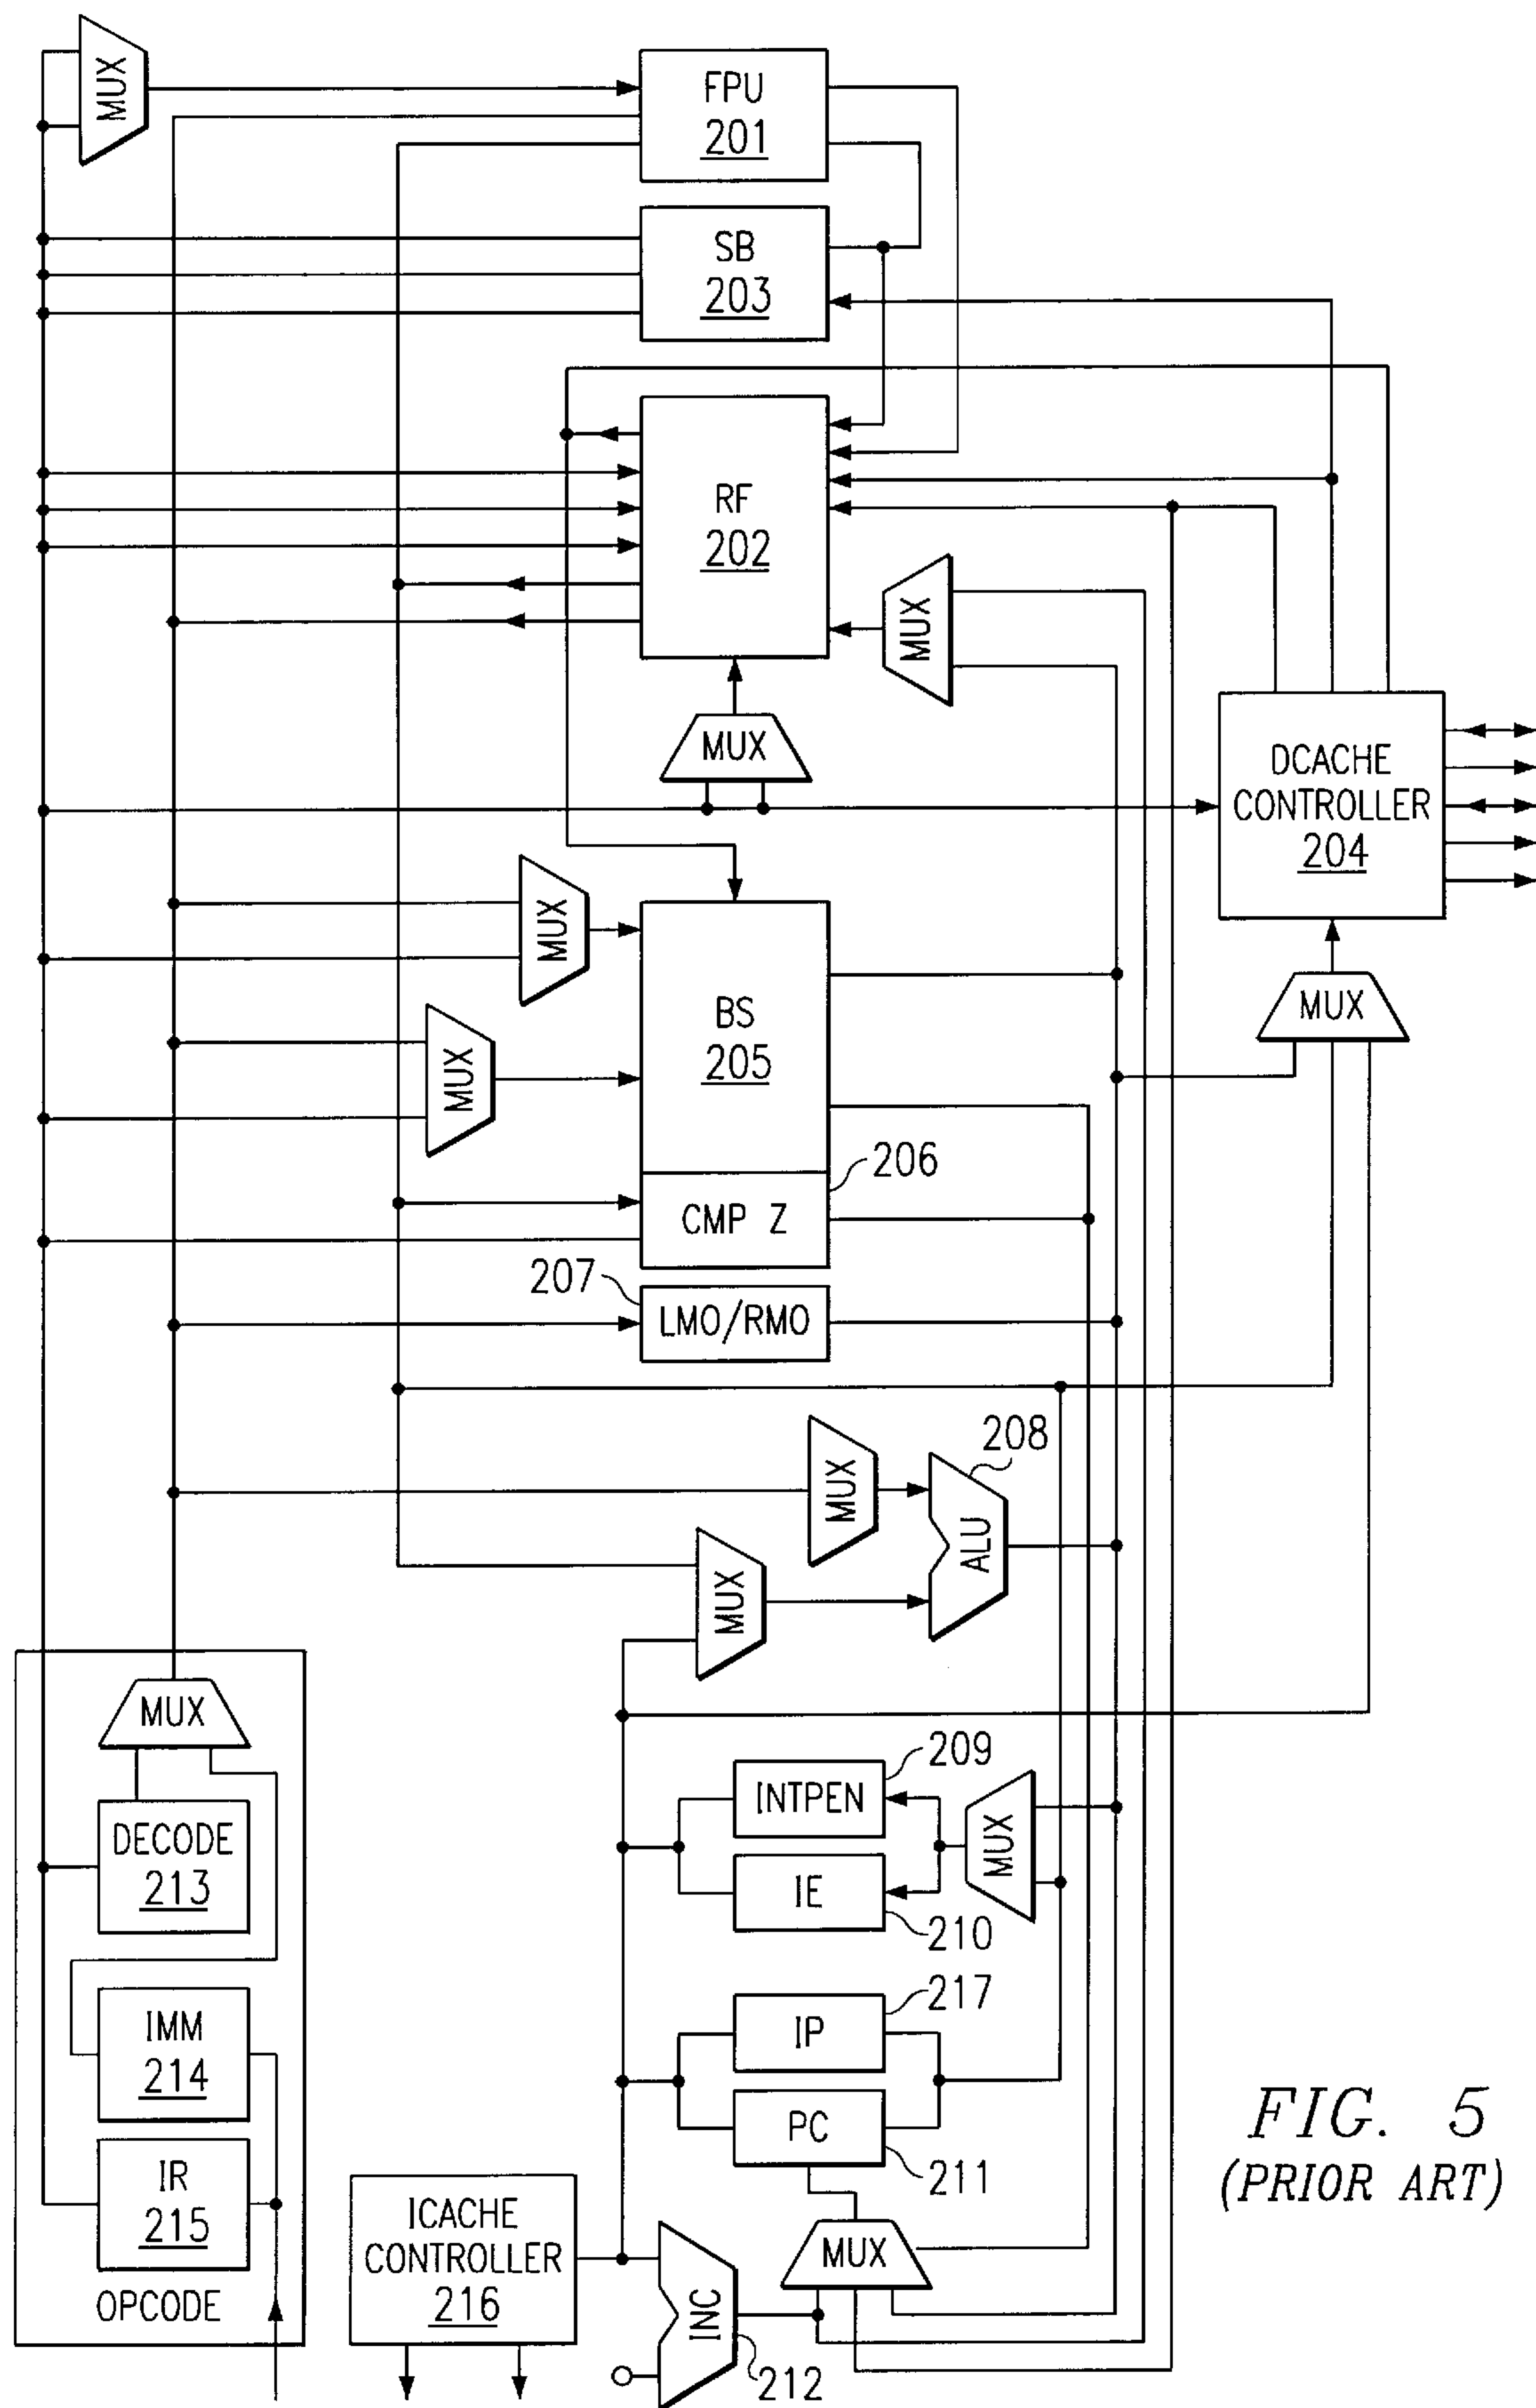 MUX
FPU
201
SB
203
RF
202
MUX
MUX
DCACHE
CONTROLLER
204
MUX
BS
205
MUX
MUX
206
CMP Z
207
LMO/RMO
208
MUX
ALU
MUX
MUX
209
INTPEN
MUX
DECODE
213
IE
210
217
IMM
214
IP
PC
211
IR
215
OPCODE
ICACHE
CONTROLLER
216
MUX
INC
212
FIG. 5
(PRIOR ART)